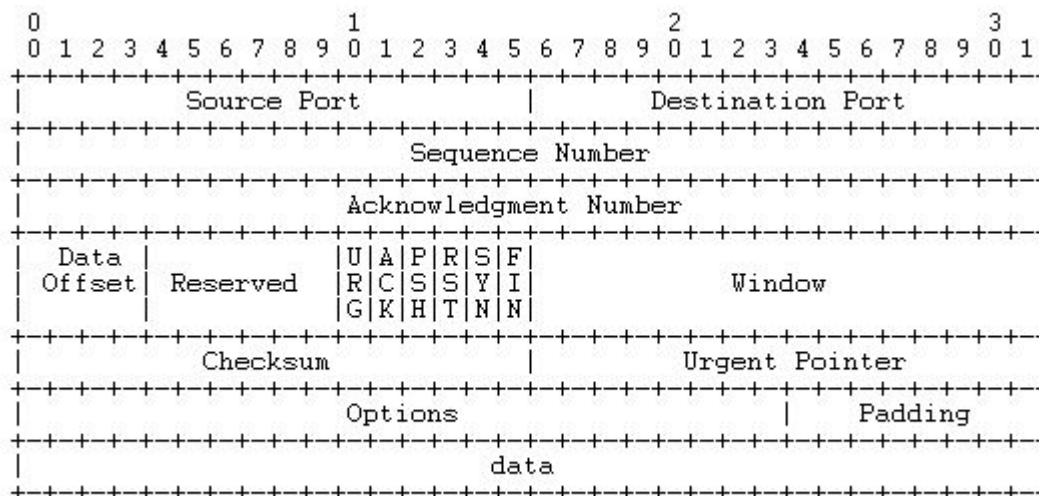 0 1 2 3
0 1 2 3 4 5 6 7 8 9 0 1 2 3 4 5 6 7 8 9 0 1 2 3 4 5 6 7 8 9 0 1
+-+-+-+-+-+-+-+-+-+-+-+-+-+-+-+-+-+-+-+-+-+-+-+-+-+-+-+-+-+-+-+-
| Source Port | Destination Port
+-+-+-+-+-+-+-+-+-+-+-+-+-+-+-+-+-+-+-+-+-+-+-+-+-+-+-+-+-+-+-+-
| Sequence Number
+-+-+-+-+-+-+-+-+-+-+-+-+-+-+-+-+-+-+-+-+-+-+-+-+-+-+-+-+-+-+-+-
| Acknowledgment Number
+-+-+-+-+-+-+-+-+-+-+-+-+-+-+-+-+-+-+-+-+-+-+-+-+-+-+-+-+-+-+-+-
| Data | |U|A|P|R|S|F|
| Offset| Reserved |R|C|S|S|Y|I| Window
| | |G|K|H|T|N|N|
+-+-+-+-+-+-+-+-+-+-+-+-+-+-+-+-+-+-+-+-+-+-+-+-+-+-+-+-+-+-+-+-
| Checksum | Urgent Pointer
+-+-+-+-+-+-+-+-+-+-+-+-+-+-+-+-+-+-+-+-+-+-+-+-+-+-+-+-+-+-+-+-
| Options | Padding
+-+-+-+-+-+-+-+-+-+-+-+-+-+-+-+-+-+-+-+-+-+-+-+-+-+-+-+-+-+-+-+-
| data
+-+-+-+-+-+-+-+-+-+-+-+-+-+-+-+-+-+-+-+-+-+-+-+-+-+-+-+-+-+-+-+-